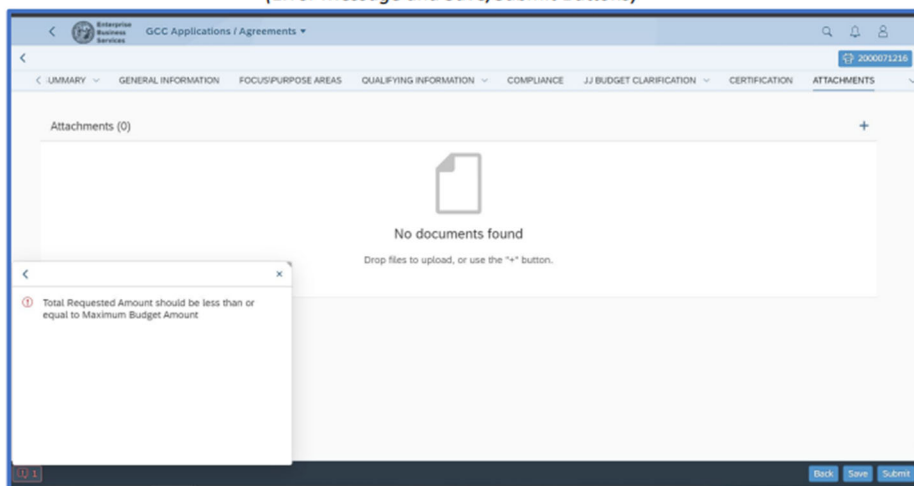 (Error message and Save/Submit buttons)
Enterprise
Business
Services
GCC Applications / Agreements
2000071216
UMMARY GENERAL INFORMATION FOCUS\PURPOSE AREAS QUALIFYING INFORMATION COMPLIANCE JJ BUDGET CLARIFICATION CERTIFICATION ATTACHMENTS
Attachments (0) +
No documents found
Drop files to upload, or use the "+" button.
Total Requested Amount should be less than or
equal to Maximum Budget Amount
1 Back Save Submit